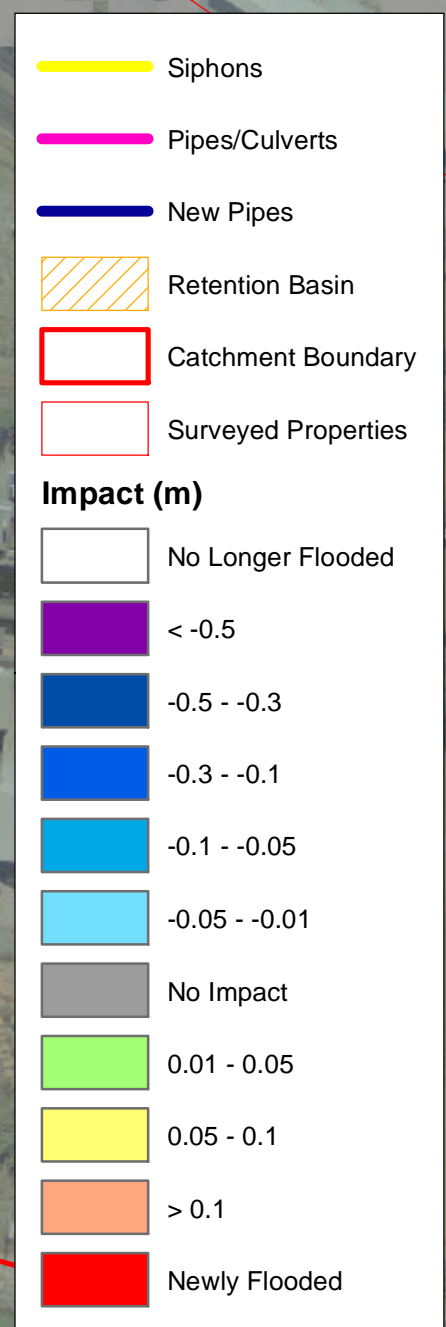 Siphons
Pipes/Culverts
New Pipes
Retention Basin
Catchment Boundary
Surveyed Properties
Impact (m)
No Longer Flooded
< -0.5
-0.5 - -0.3
-0.3 - -0.1
-0.1 - -0.05
-0.05 - -0.01
No Impact
0.01 - 0.05
0.05 - 0.1
> 0.1
Newly Flooded